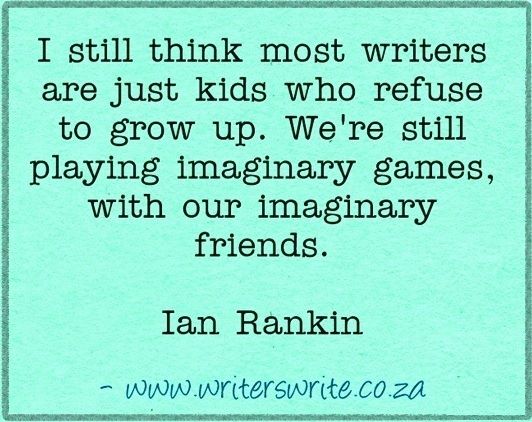 I still think most writers
are just kids who refuse
to grow up. We're still
playing imaginary games,
with our imaginary
friends.
Ian Rankin
- www.writerswrite.co.za